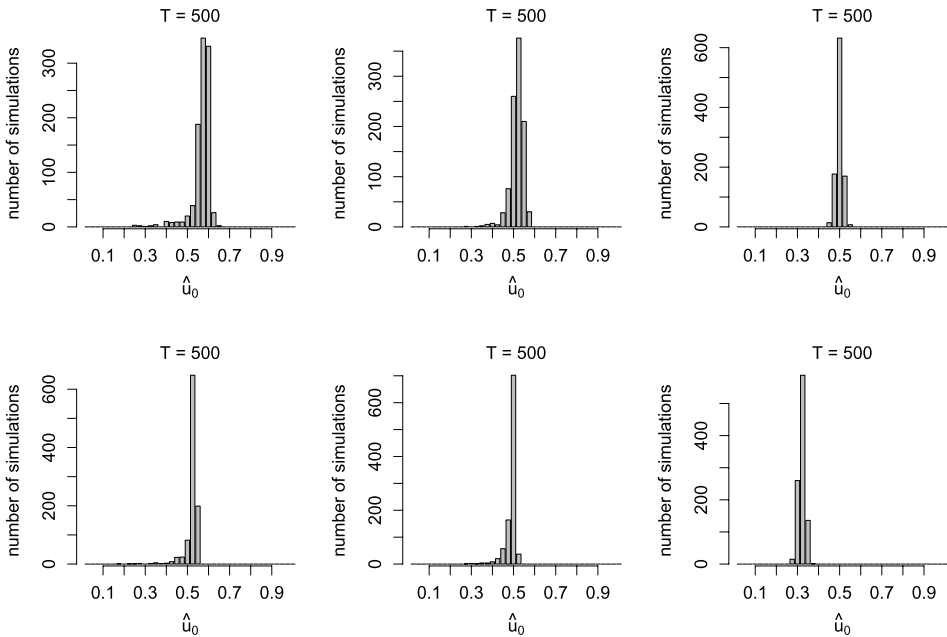 T = 500 T = 500 T = 500
number of simulations number of simulations number of simulations
300 200 100 0
300 200 100 0
600 400 200 0
0.1 0.3 0.5 0.7 0.9 0.1 0.3 0.5 0.7 0.9 0.1 0.3 0.5 0.7 0.9
û₀ û₀ û₀
T = 500 T = 500 T = 500
number of simulations number of simulations number of simulations
600 400 200 0
600 400 200 0
400 200 0
0.1 0.3 0.5 0.7 0.9 0.1 0.3 0.5 0.7 0.9 0.1 0.3 0.5 0.7 0.9
û₀ û₀ û₀